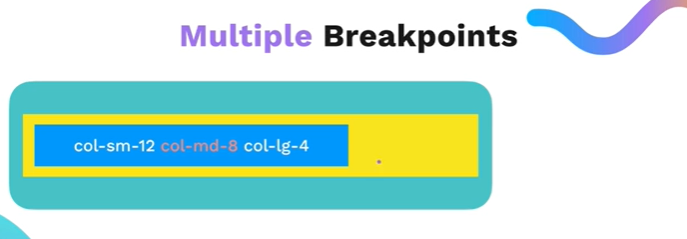 Multiple Breakpoints
col-sm-12 col-md-8 col-lg-4